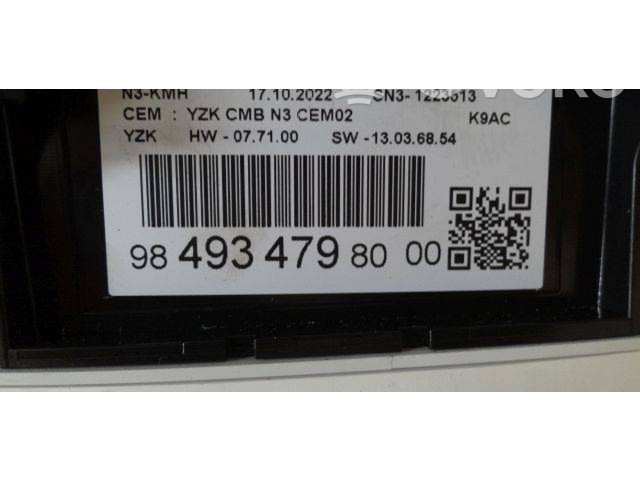 N3-KMH 17.10.2022 SN3- 1223513
CEM : YZK CMB N3 CEM02 K9AC
YZK HW - 07.71.00 SW -13.03.68.54
98 493 479 80 00